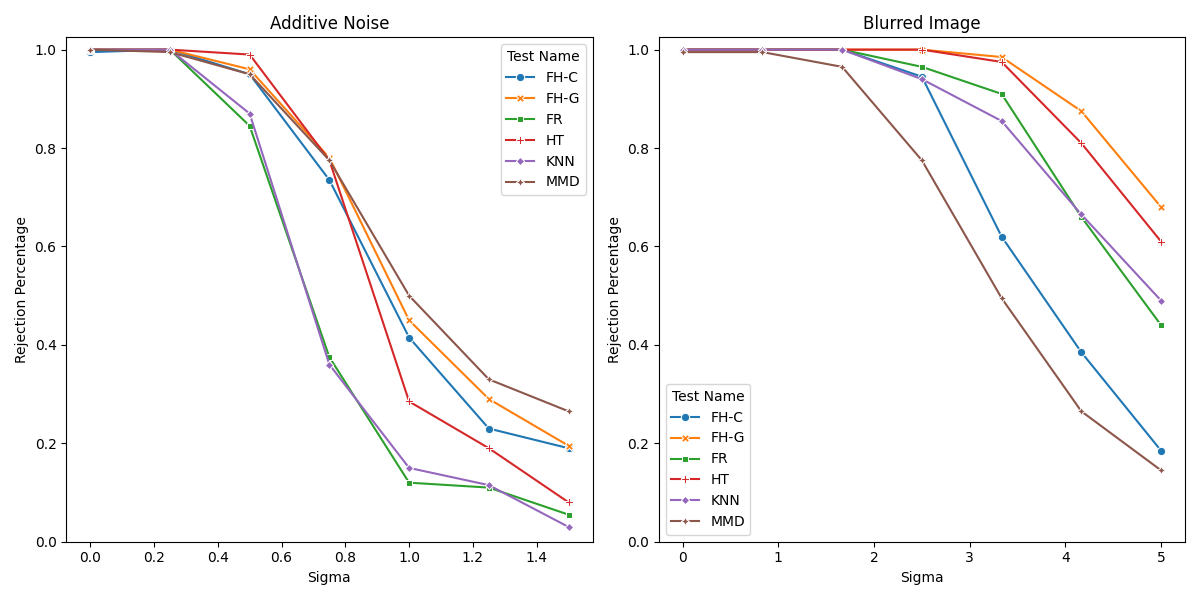 Additive Noise
Rejection Percentage
1.0
0.8
0.6
0.4
0.2
0.0
0.0 0.2 0.4 0.6 0.8 1.0 1.2 1.4
Sigma
Test Name
FH-C
FH-G
FR
HT
KNN
MMD
Blurred Image
Rejection Percentage
1.0
0.8
0.6
0.4
0.2
0.0
0 1 2 3 4 5
Sigma
Test Name
FH-C
FH-G
FR
HT
KNN
MMD